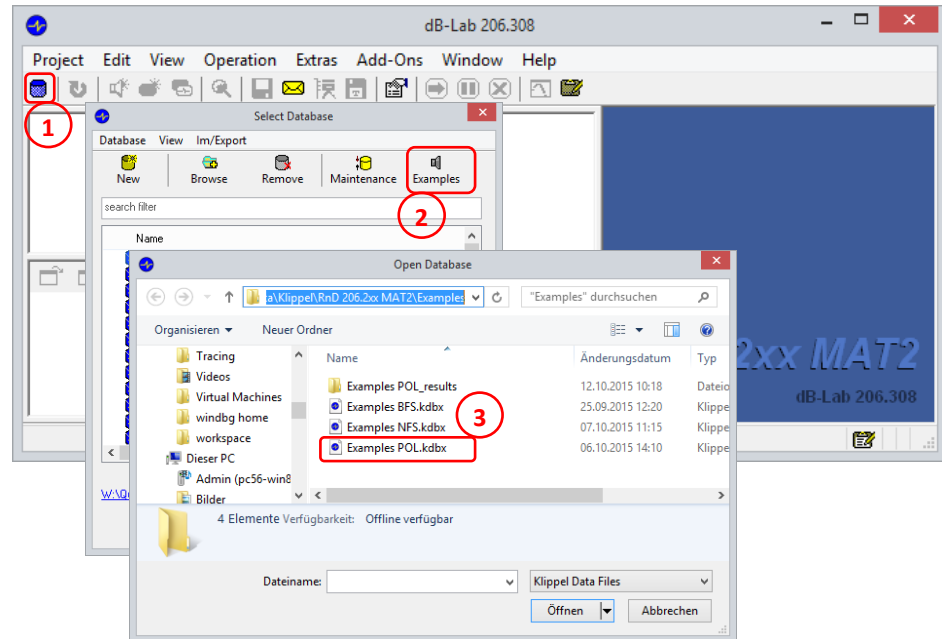 dB-Lab 206.308
Project Edit View Operation Extras Add-Ons Window Help
1
Select Database
Database View Im/Export
New Browse Remove Maintenance Examples
search filter
2
Name
Open Database
a\Klippel\RnD 206.2xx MAT2\Examples "Examples" durchsuchen
Organisieren Neuer Ordner
Tracing
Videos
Virtual Machines
windbg home
workspace
Dieser PC
Admin (pc56-win8
Bilder
Name Änderungsdatum Typ
Examples POL_results 12.10.2015 10:18 Dateio
Examples BFS.kdbx 25.09.2015 12:20 Klippe
Examples NFS.kdbx 07.10.2015 11:15 Klippe
Examples POL.kdbx 06.10.2015 14:10 Klippe
3
2xx MAT2
dB-Lab 206.308
W:\Q
4 Elemente Verfügbarkeit: Offline verfügbar
Dateiname: Klippel Data Files
Öffnen Abbrechen